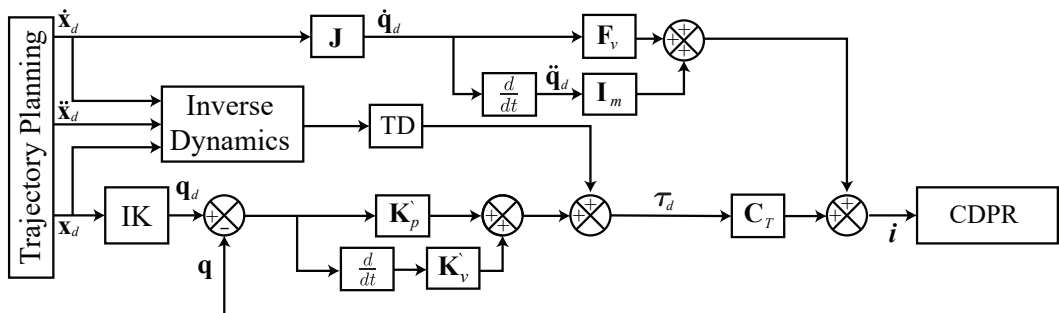 Trajectory Planning
ẋ_d
J
q̇_d
F_v
+
+
+
d/dt
q̈_d
I_m
ẍ_d
Inverse
Dynamics
TD
x_d
IK
q_d
+
−
q
K`_p
d/dt
K`_v
+
+
+
+
+
τ_d
C_T
+
+
i
CDPR